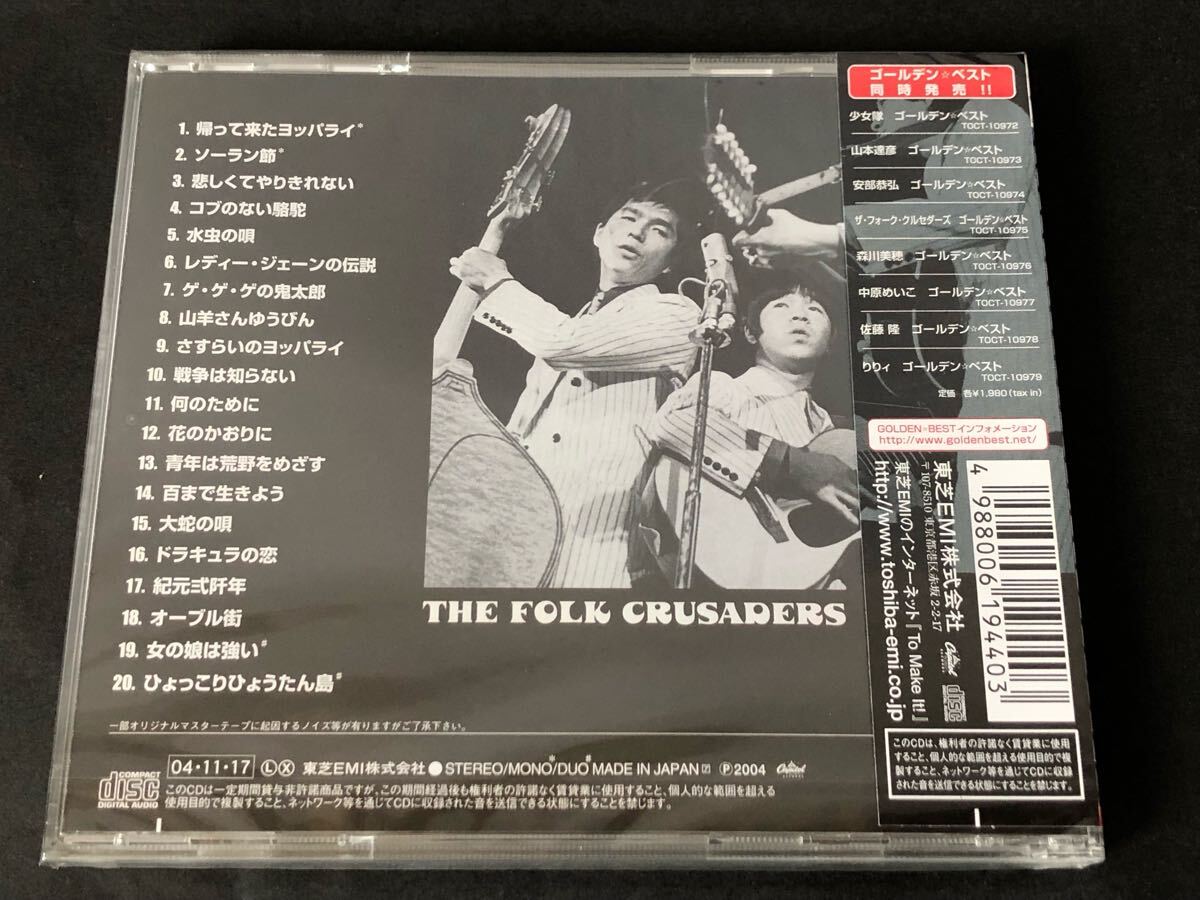 1. 帰って来たヨッパライ*
2. ソーラン節*
3. 悲しくてやりきれない
4. コブのない駱駝
5. 水虫の唄
6. レディー・ジェーンの伝説
7. ゲ・ゲ・ゲの鬼太郎
8. 山羊さんゆうびん
9. さすらいのヨッパライ
10. 戦争は知らない
11. 何のために
12. 花のかおりに
13. 青年は荒野をめざす
14. 百まで生きよう
15. 大蛇の唄
16. ドラキュラの恋
17. 紀元弐阡年
18. オーブル街
19. 女の娘は強い#
20. ひょっこりひょうたん島#
THE FOLK CRUSADERS
一部オリジナルマスターテープに起因するノイズ等が有りますがご了承下さい。
COMPACT
disc
DIGITAL AUDIO
04・11・17 Ⓛ Ⓧ 東芝EMI株式会社 ● STEREO/MONO*/DUO# MADE IN JAPAN Ⓟ2004 Capitol
このCDは一定期間貸与非許諾商品ですが、この期間経過後も権利者の許諾なく賃貸業に使用すること、個人的な範囲を超える
使用目的で複製すること、ネットワーク等を通じてCDに収録された音を送信できる状態にすることを禁じます。
ゴールデン☆ベスト
同時発売!!
少女隊 ゴールデン☆ベスト
TOCT-10972
山本達彦 ゴールデン☆ベスト
TOCT-10973
安部恭弘 ゴールデン☆ベスト
TOCT-10974
ザ・フォーク・クルセダーズ ゴールデン☆ベスト
TOCT-10975
森川美穂 ゴールデン☆ベスト
TOCT-10976
中原めいこ ゴールデン☆ベスト
TOCT-10977
佐藤 隆 ゴールデン☆ベスト
TOCT-10978
りりィ ゴールデン☆ベスト
TOCT-10979
定価 各¥1,980(tax in)
GOLDEN☆BESTインフォメーション
http://www.goldenbest.net/
4 988006 194403
東芝EMI株式会社
Capitol
disc
〒107-8510 東京都港区赤坂 2-2-17
東芝EMIのインターネット『To Make It!』
http://www.toshiba-emi.co.jp
このCDは、権利者の許諾なく賃貸業に使用
すること、個人的な範囲を超える使用目的で複
製すること、ネットワーク等を通じてCDに収録
された音を送信できる状態にすることを禁じます。